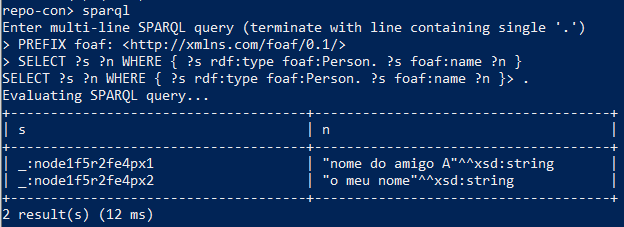 repo-con> sparql
Enter multi-line SPARQL query (terminate with line containing single '.')
> PREFIX foaf: <http://xmlns.com/foaf/0.1/>
> SELECT ?s ?n WHERE { ?s rdf:type foaf:Person. ?s foaf:name ?n }
SELECT ?s ?n WHERE { ?s rdf:type foaf:Person. ?s foaf:name ?n }> .
Evaluating SPARQL query...
+-------------------------------------+-------------------------------------+
| s                                   | n                                   |
+-------------------------------------+-------------------------------------+
| _:node1f5r2fe4px1                   | "nome do amigo A"^^xsd:string       |
| _:node1f5r2fe4px2                   | "o meu nome"^^xsd:string            |
+-------------------------------------+-------------------------------------+
2 result(s) (12 ms)